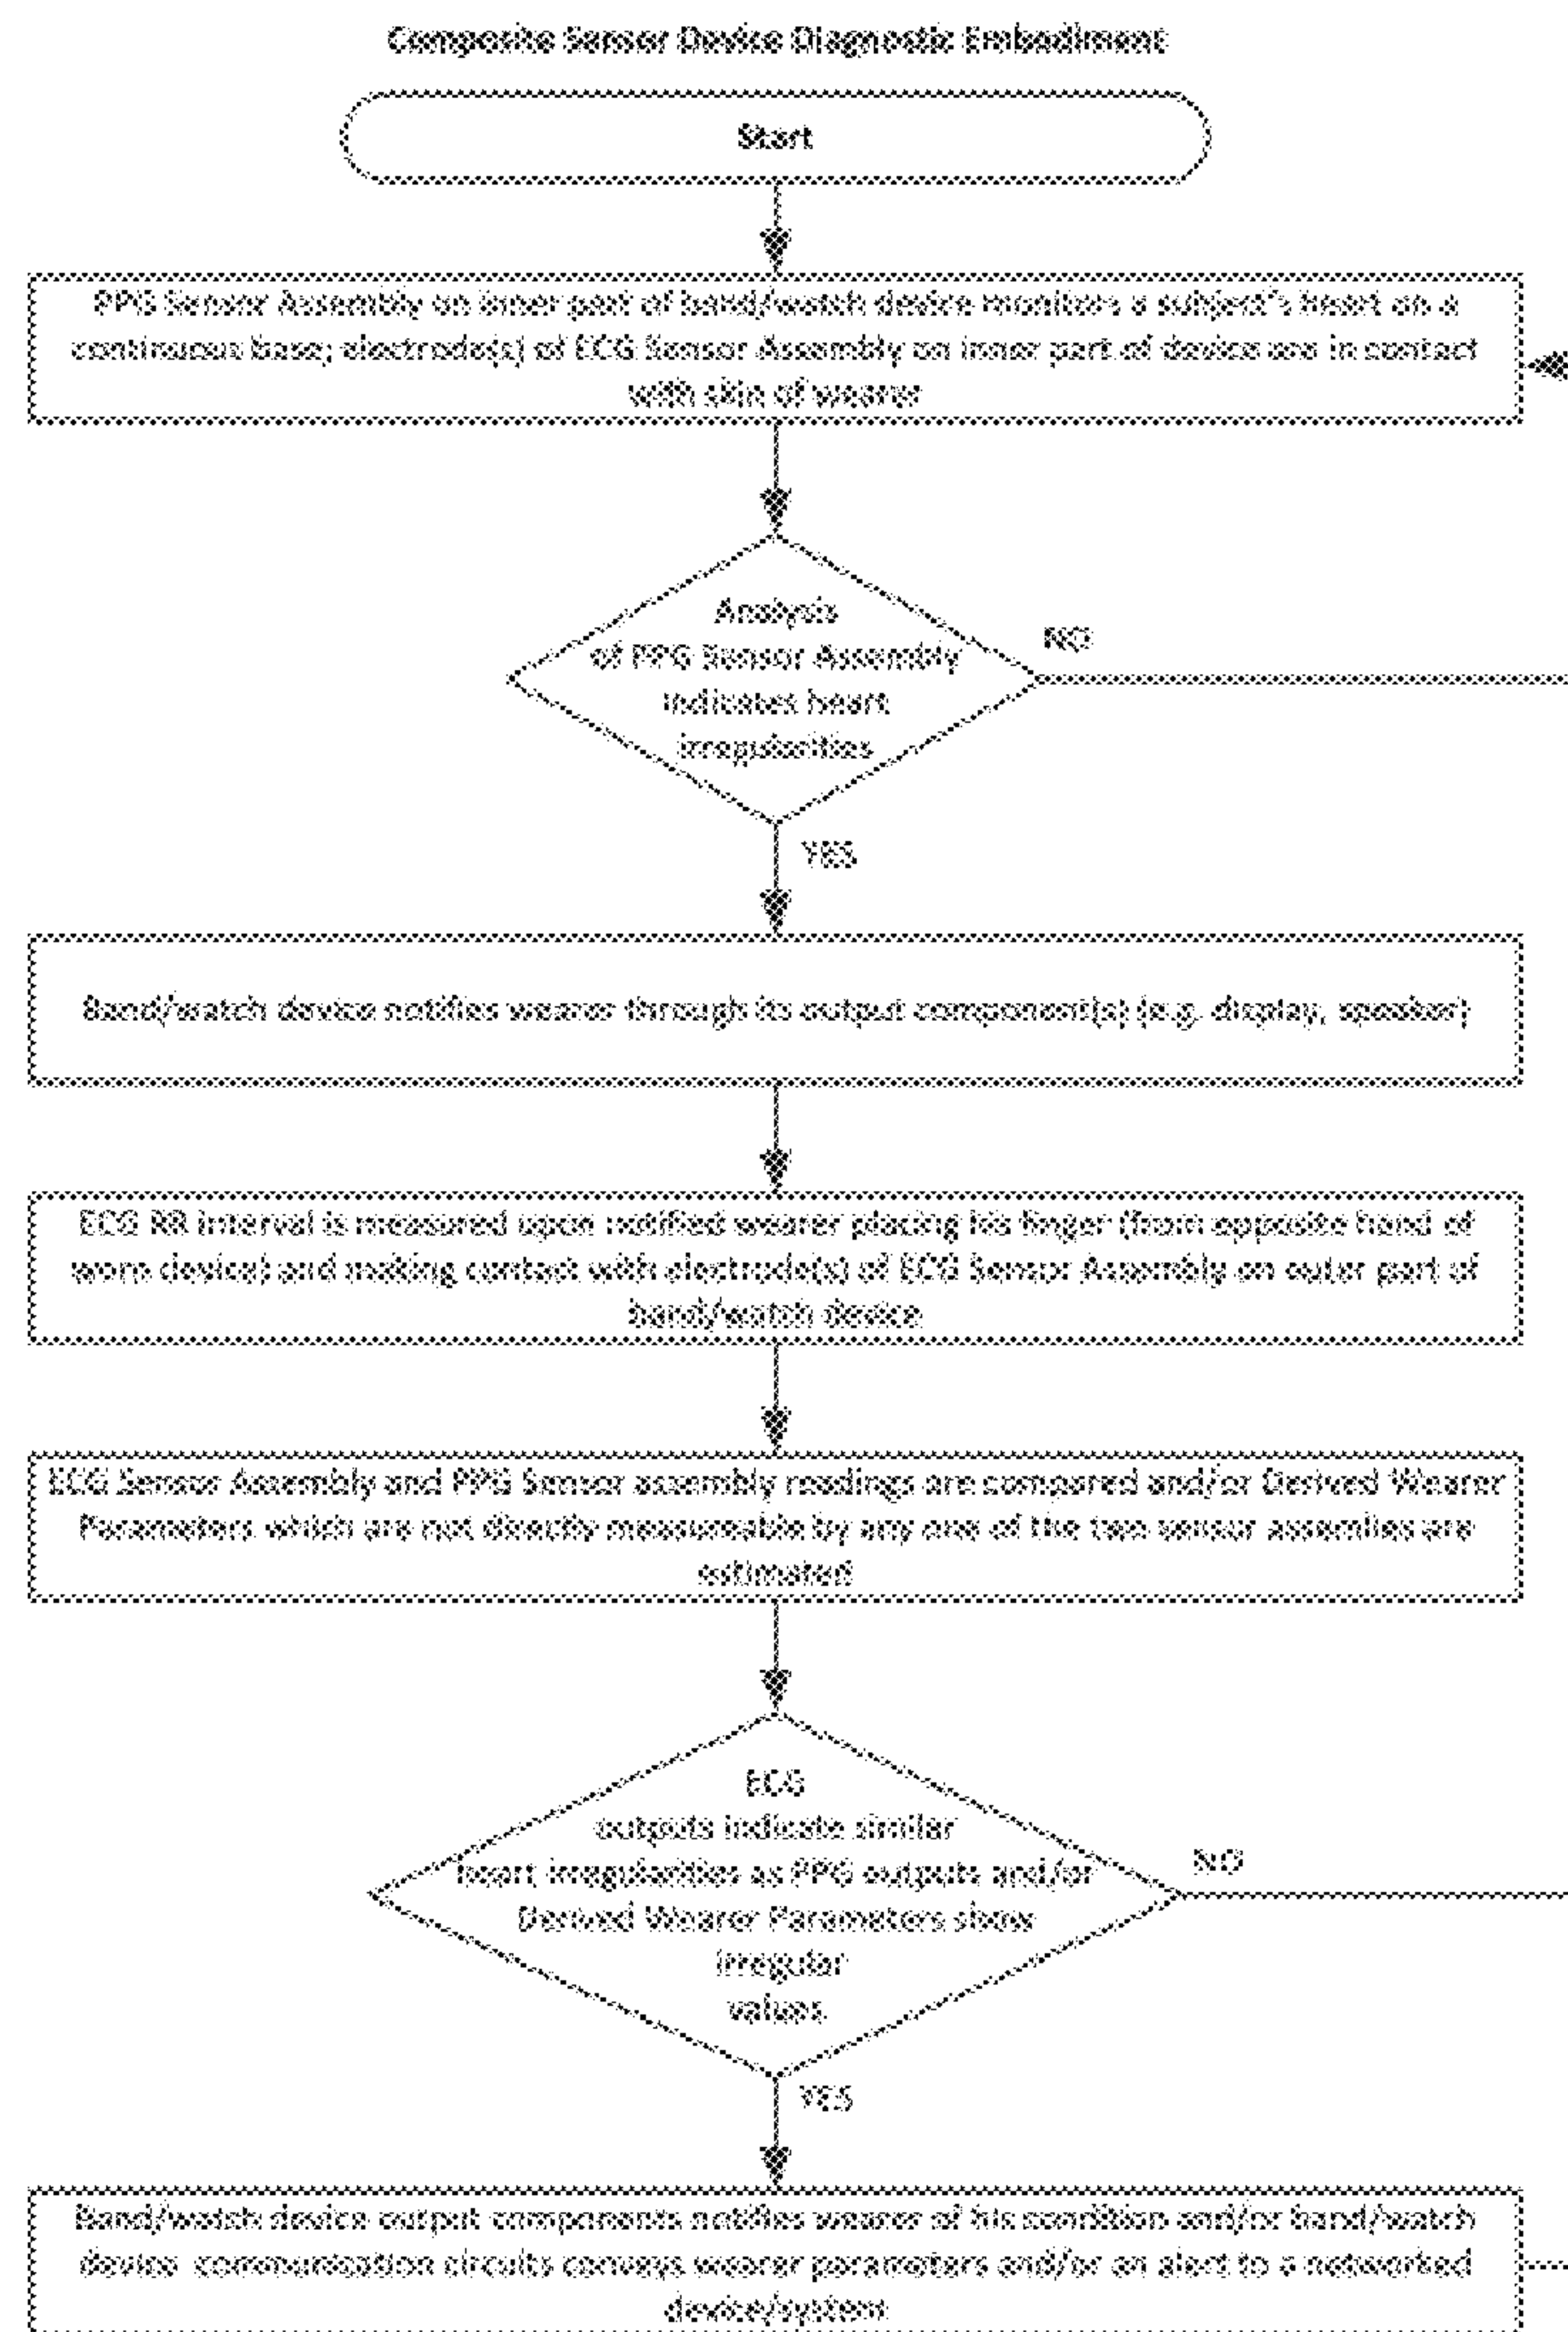 Composite Sensor Device Diagnostic Embodiment
Start
PPG Sensor Assembly on inner part of band/watch device monitors a subject's heart on a
continuous base; electrode(s) of ECG Sensor Assembly on inner part of device are in contact
with skin of wearer
Analysis
of PPG Sensor Assembly
indicates heart
irregularities
NO
YES
Band/watch device notifies wearer through its output component(s) (e.g. display, speaker)
ECG RR interval is measured upon notified wearer placing his finger (from opposite hand of
worn device) and making contact with electrode(s) of ECG Sensor Assembly on outer part of
band/watch device
ECG Sensor Assembly and PPG Sensor assembly readings are compared and/or Derived Wearer
Parameters which are not directly measureable by any one of the two sensor assemlies are
estimated
ECG
outputs indicate similar
heart irregularities as PPG outputs and/or
Derived Wearer Parameters show
irregular
values
NO
YES
Band/watch device output components notifies wearer of his condition and/or band/watch
device communication circuits conveys wearer parameters and/or an alert to a networked
device/system